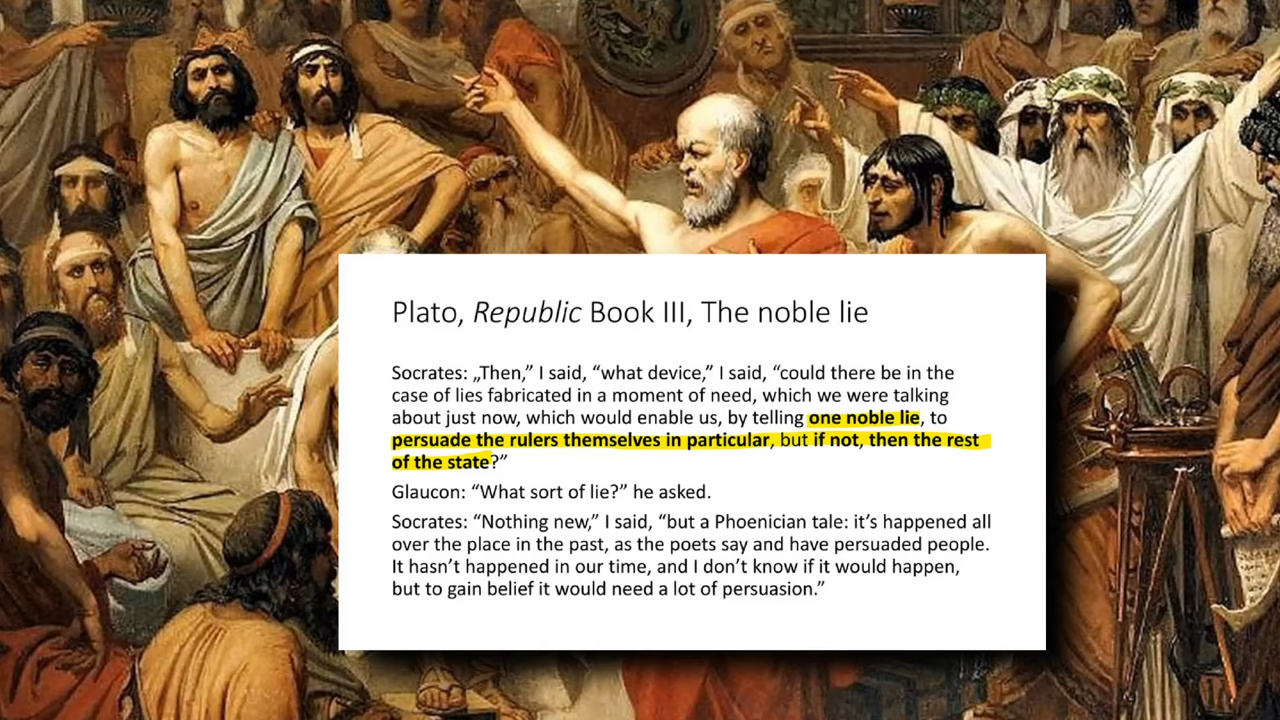 Plato, Republic Book III, The noble lie
Socrates: „Then,” I said, “what device,” I said, “could there be in the
case of lies fabricated in a moment of need, which we were talking
about just now, which would enable us, by telling one noble lie, to
persuade the rulers themselves in particular, but if not, then the rest
of the state?”
Glaucon: “What sort of lie?” he asked.
Socrates: “Nothing new,” I said, “but a Phoenician tale: it’s happened all
over the place in the past, as the poets say and have persuaded people.
It hasn’t happened in our time, and I don’t know if it would happen,
but to gain belief it would need a lot of persuasion.”